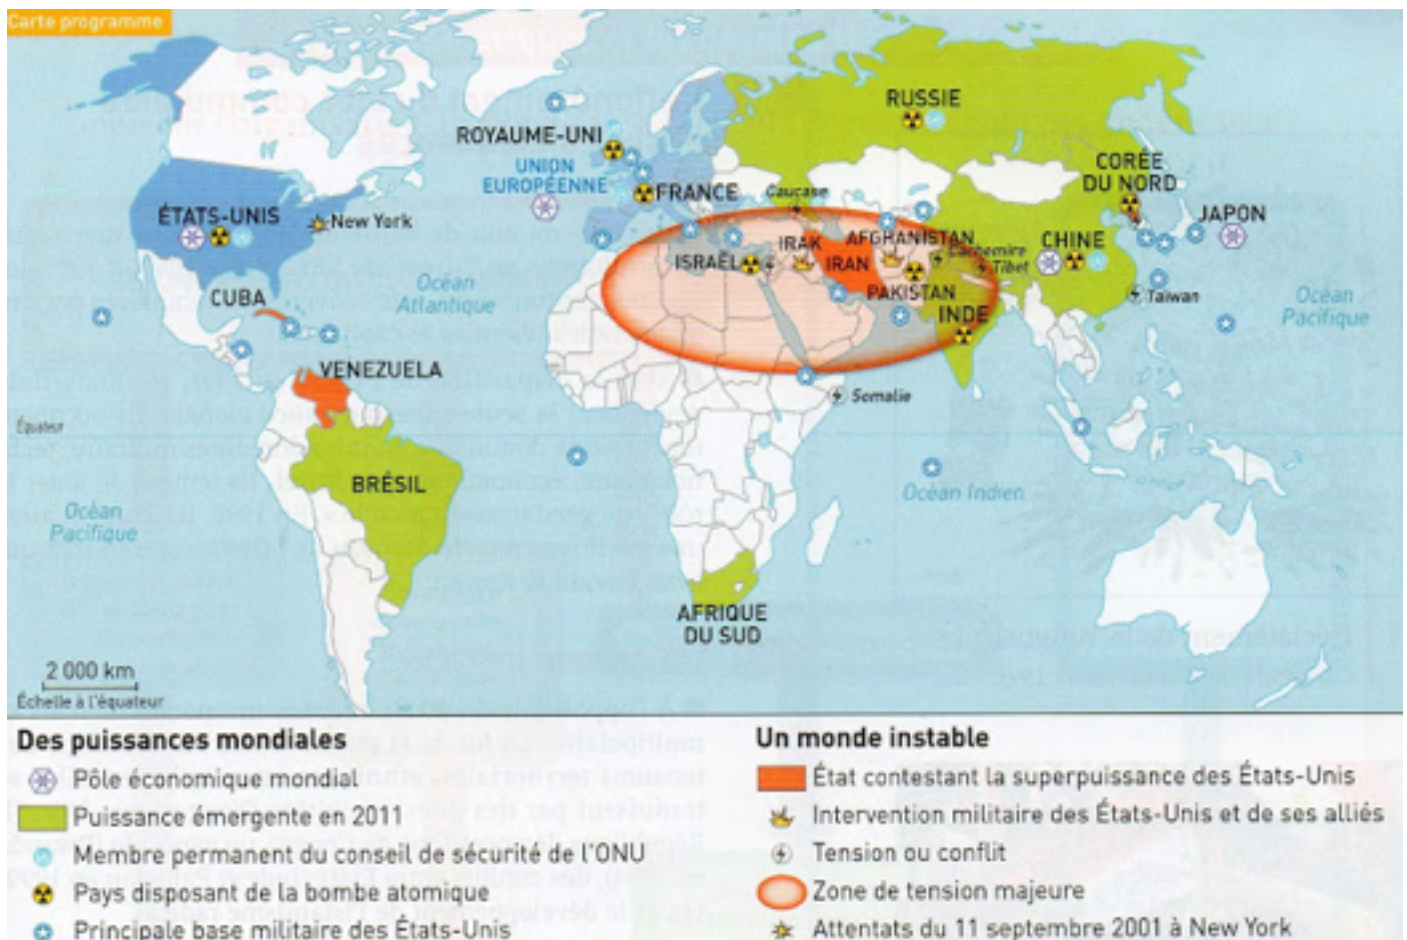 Carte programme
RUSSIE
ROYAUME-UNI
UNION
EUROPÉENNE
FRANCE
Caucase
CORÉE
DU NORD
ÉTATS-UNIS
New York
JAPON
IRAK
AFGHANISTAN
CHINE
Cachemire
ISRAËL
IRAN
Tibet
CUBA
Océan
Atlantique
PAKISTAN
Taiwan
Océan
Pacifique
INDE
VENEZUELA
Somalie
Équateur
BRÉSIL
Océan Indien
Océan
Pacifique
AFRIQUE
DU SUD
2 000 km
Échelle à l'équateur
Des puissances mondiales
Pôle économique mondial
Puissance émergente en 2011
Membre permanent du conseil de sécurité de l'ONU
Pays disposant de la bombe atomique
Principale base militaire des États-Unis
Un monde instable
État contestant la superpuissance des États-Unis
Intervention militaire des États-Unis et de ses alliés
Tension ou conflit
Zone de tension majeure
Attentats du 11 septembre 2001 à New York